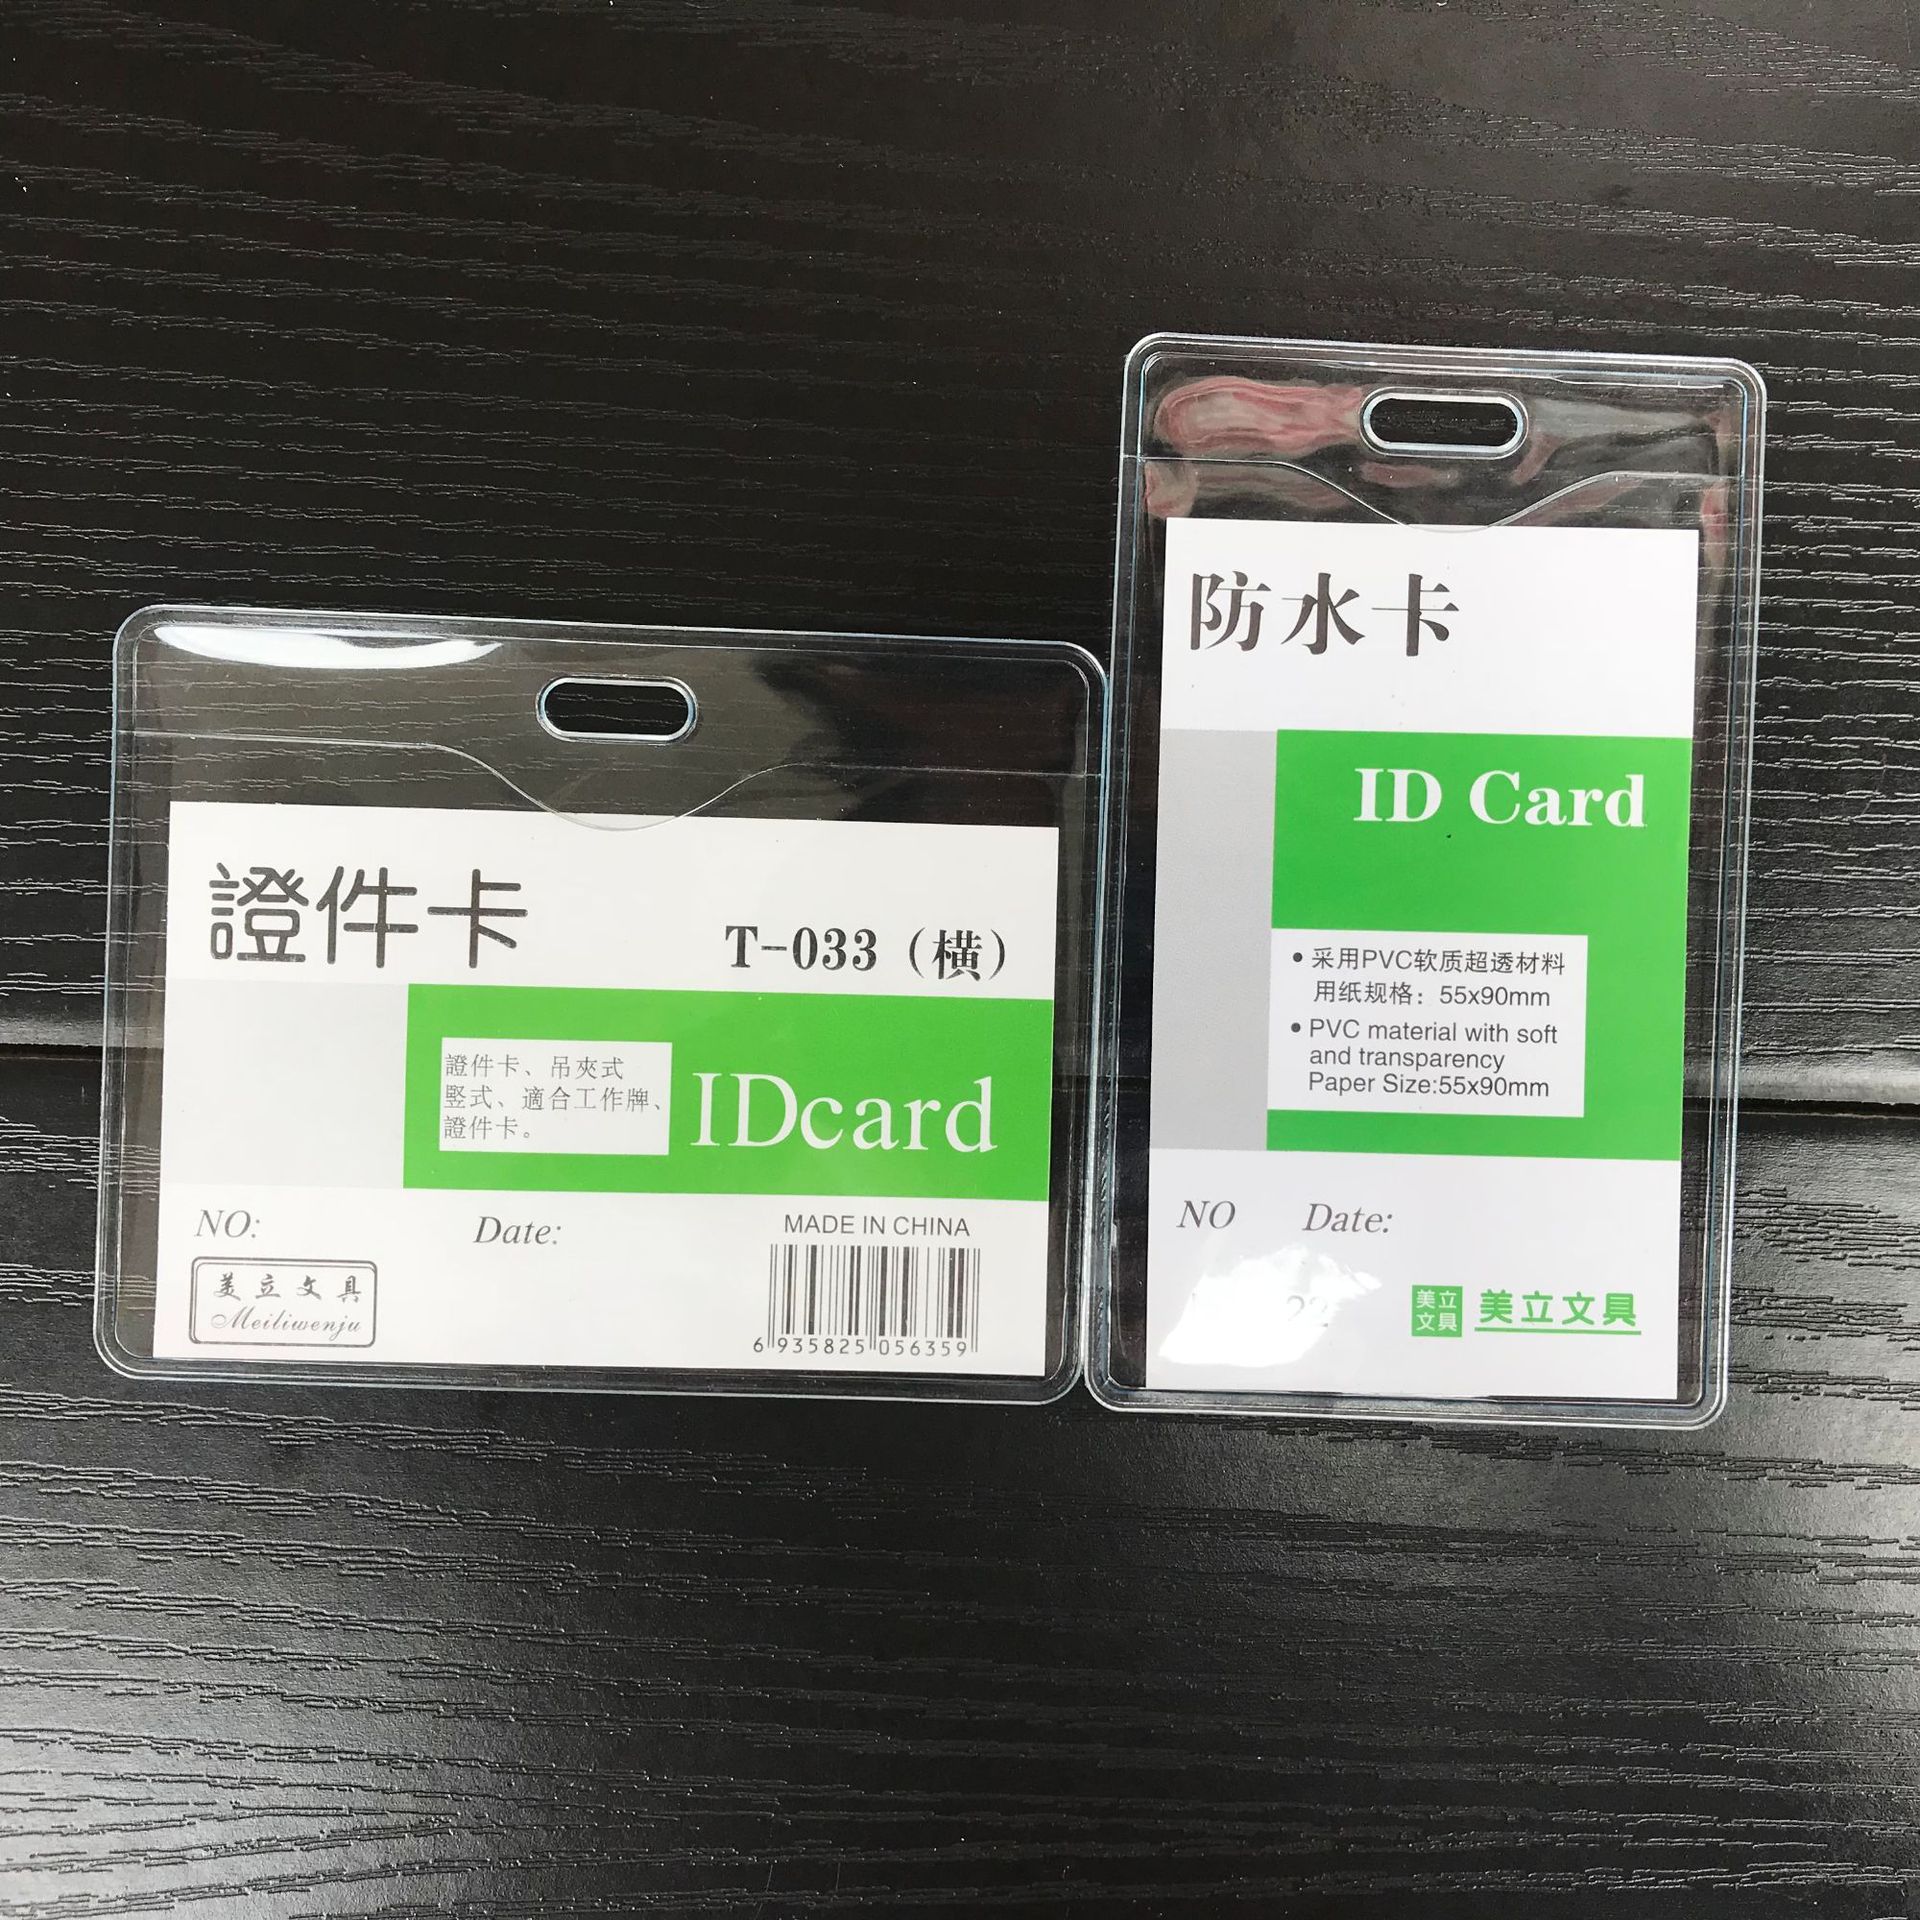 證件卡
T-033（横）
證件卡、吊夾式
竪式、適合工作牌、
證件卡。
IDcard
NO:
Date:
MADE IN CHINA
美立文具
Meiliwenju
6 935825 056359
防水卡
ID Card
• 采用PVC软质超透材料
用纸规格：55x90mm
• PVC material with soft
and transparency
Paper Size:55x90mm
NO
Date:
美立
文具
美立文具